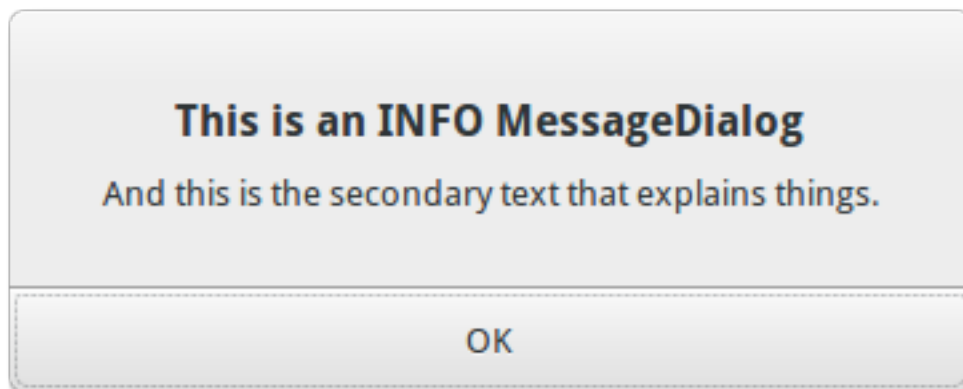 This is an INFO MessageDialog
And this is the secondary text that explains things.
OK